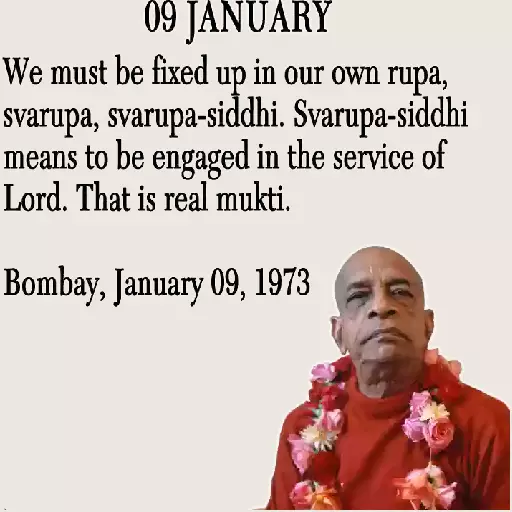 09 JANUARY
We must be fixed up in our own rupa,
svarupa, svarupa-siddhi. Svarupa-siddhi
means to be engaged in the service of
Lord. That is real mukti.
Bombay, January 09, 1973